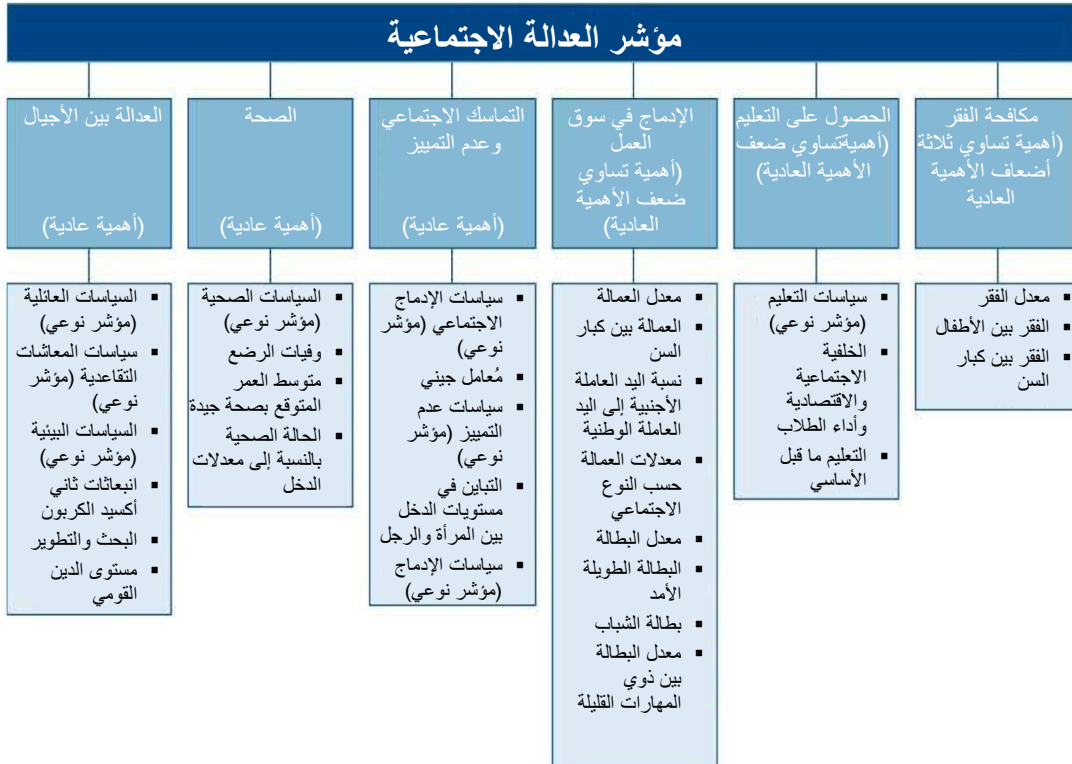 مؤشر العدالة الاجتماعية
مكافحة الفقر
(أهمية تساوي ثلاثة
أضعاف الأهمية
العادية
الحصول على التعليم
(أهميةتساوي ضعف
الأهمية العادية)
الإدماج في سوق
العمل
(أهمية تساوي
ضعف الأهمية
العادية)
التماسك الاجتماعي
وعدم التمييز
(أهمية عادية)
الصحة
(أهمية عادية)
العدالة بين الأجيال
(أهمية عادية)
▪ معدل الفقر
▪ الفقر بين الأطفال
▪ الفقر بين كبار
السن
▪ سياسات التعليم
(مؤشر نوعي)
▪ الخلفية
الاجتماعية
والاقتصادية
وأداء الطلاب
▪ التعليم ما قبل
الأساسي
▪ معدل العمالة
▪ العمالة بين كبار
السن
▪ نسبة اليد العاملة
الأجنبية إلى اليد
العاملة الوطنية
▪ معدلات العمالة
حسب النوع
الاجتماعي
▪ معدل البطالة
▪ البطالة الطويلة
الأمد
▪ بطالة الشباب
▪ معدل البطالة
بين ذوي
المهارات القليلة
▪ سياسات الإدماج
الاجتماعي (مؤشر
نوعي)
▪ مُعامل جيني
▪ سياسات عدم
التمييز (مؤشر
نوعي)
▪ التباين في
مستويات الدخل
بين المرأة والرجل
▪ سياسات الإدماج
(مؤشر نوعي)
▪ السياسات الصحية
(مؤشر نوعي)
▪ وفيات الرضع
▪ متوسط العمر
المتوقع بصحة جيدة
▪ الحالة الصحية
بالنسبة إلى معدلات
الدخل
▪ السياسات العائلية
(مؤشر نوعي)
▪ سياسات المعاشات
التقاعدية (مؤشر
نوعي)
▪ السياسات البيئية
(مؤشر نوعي)
▪ انبعاثات ثاني
أكسيد الكربون
▪ البحث والتطوير
▪ مستوى الدين
القومي